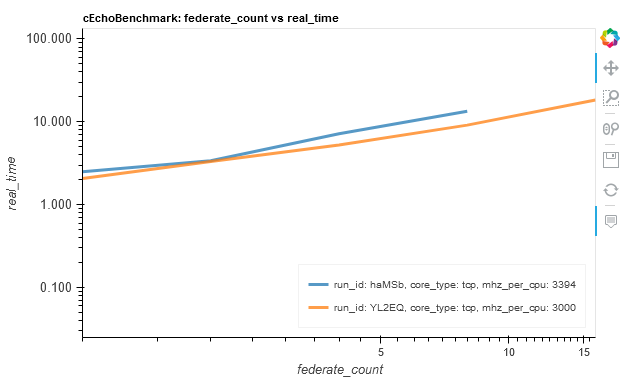 cEchoBenchmark: federate_count vs real_time
100.000
10.000
1.000
0.100
real_time
run_id: haMSb, core_type: tcp, mhz_per_cpu: 3394
run_id: YL2EQ, core_type: tcp, mhz_per_cpu: 3000
5
10
15
federate_count